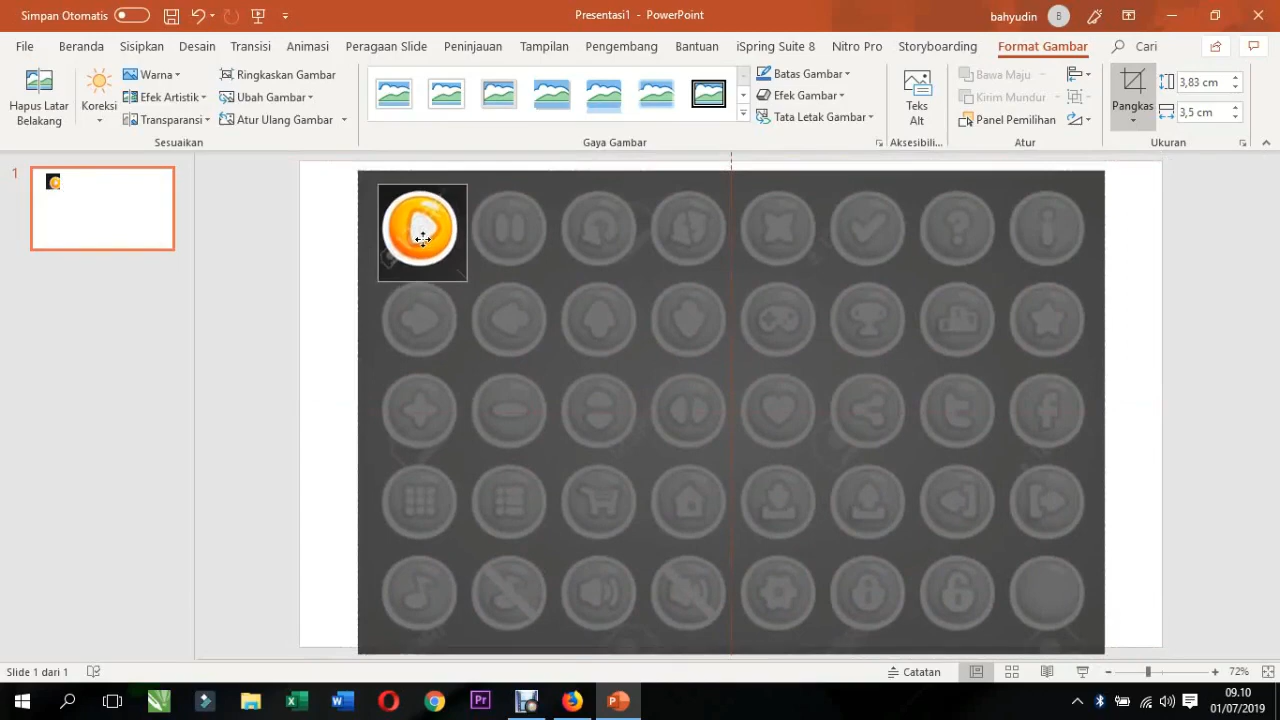 Simpan Otomatis
Presentasi1 - PowerPoint
bahyudin
B
File
Beranda
Sisipkan
Desain
Transisi
Animasi
Peragaan Slide
Peninjauan
Tampilan
Pengembang
Bantuan
iSpring Suite 8
Nitro Pro
Storyboarding
Format Gambar
Cari
Hapus Latar
Belakang
Koreksi
Warna
Efek Artistik
Transparansi
Ringkaskan Gambar
Ubah Gambar
Atur Ulang Gambar
Sesuaikan
Batas Gambar
Efek Gambar
Tata Letak Gambar
Gaya Gambar
Teks
Alt
Aksesibili...
Bawa Maju
Kirim Mundur
Panel Pemilihan
Atur
Pangkas
3,83 cm
3,5 cm
Ukuran
1
Slide 1 dari 1
Catatan
72%
09.10
01/07/2019